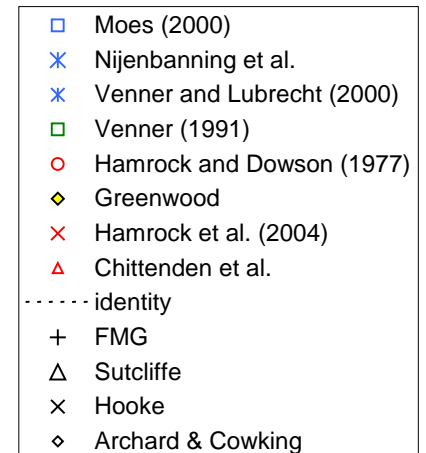 Moes (2000)
Nijenbanning et al.
Venner and Lubrecht (2000)
Venner (1991)
Hamrock and Dowson (1977)
Greenwood
Hamrock et al. (2004)
Chittenden et al.
identity
FMG
Sutcliffe
Hooke
Archard & Cowking